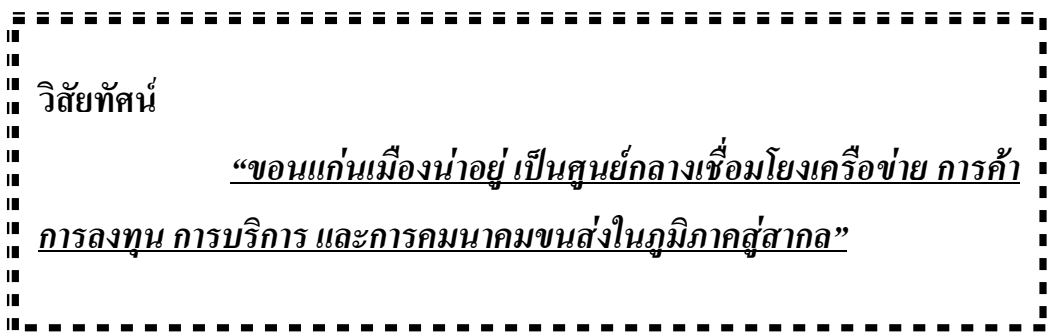 วิสัยทัศน์
“ขอนแก่นเมืองน่าอยู่ เป็นศูนย์กลางเชื่อมโยงเครือข่าย การค้า
การลงทุน การบริการ และการคมนาคมขนส่งในภูมิภาคสู่สากล”